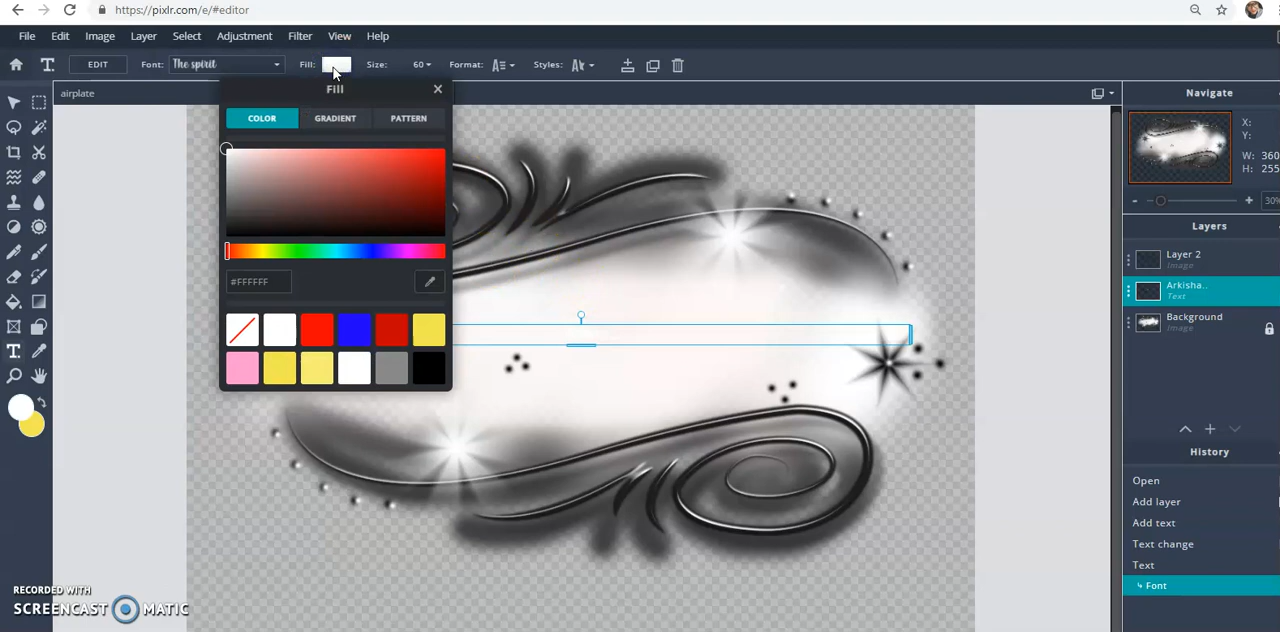 https://pixlr.com/e/#editor
File Edit Image Layer Select Adjustment Filter View Help
EDIT Font: The spirit Fill: Size: 60 Format: Styles:
airplate
Fill
COLOR GRADIENT PATTERN
#FFFFFF
Navigate
X:
Y:
W: 360
H: 255
30%
Layers
Layer 2
Image
Arkisha..
Text
Background
Image
History
Open
Add layer
Add text
Text change
Text
Font
RECORDED WITH
SCREENCAST MATIC